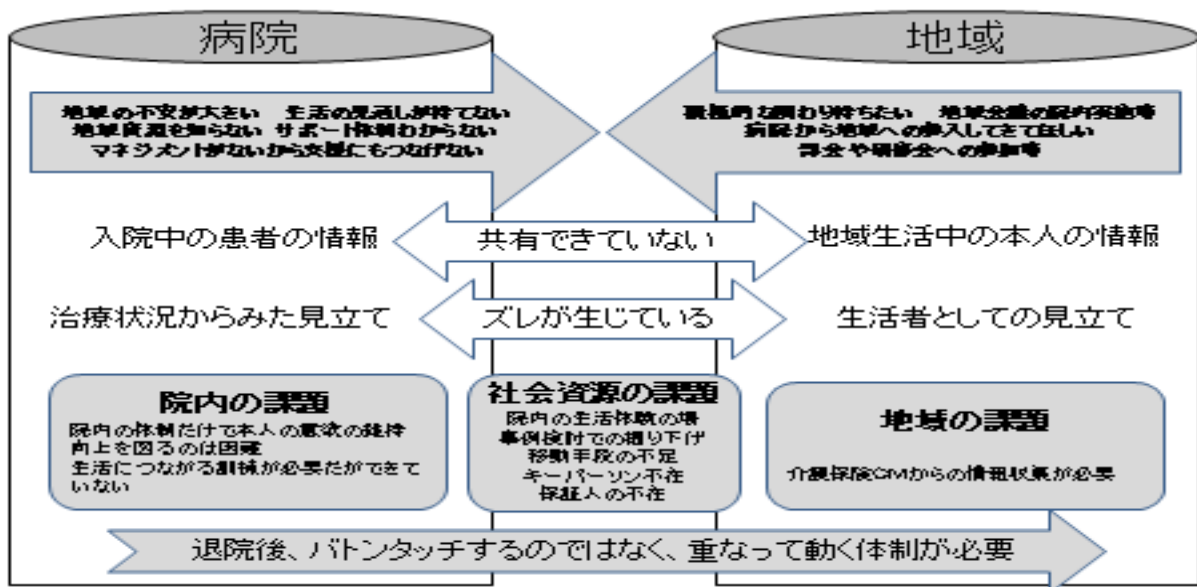 病院
地域
地域の不安が大きい 生活の見通しが持てない
地域資源を知らない サポート体制わからない
マネジメントがないから支援にもつなげない
積極的な関わり持ちたい 地域会議の院内実施等
病院から地域への参入してきてほしい
部会や研修会への参加等
入院中の患者の情報
共有できていない
地域生活中の本人の情報
治療状況からみた見立て
ズレが生じている
生活者としての見立て
院内の課題
院内の体制だけで本人の意欲の維持
向上を図るのは困難
生活につながる訓練が必要だができて
いない
社会資源の課題
院内の生活体験の場
事例検討での掘り下げ
移動手段の不足
キーパーソン不在
保証人の不在
地域の課題
介護保険CMからの情報収集が必要
退院後、バトンタッチするのではなく、重なって動く体制が必要